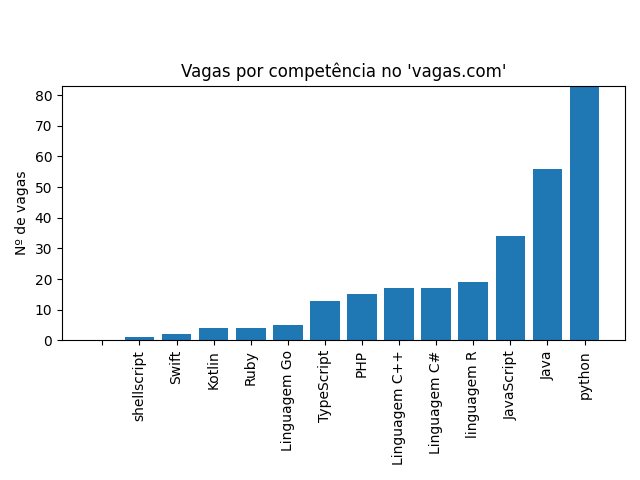 Vagas por competência no 'vagas.com'
Nº de vagas
80
70
60
50
40
30
20
10
0
shellscript
Swift
Kotlin
Ruby
Linguagem Go
TypeScript
PHP
Linguagem C++
Linguagem C#
linguagem R
JavaScript
Java
python